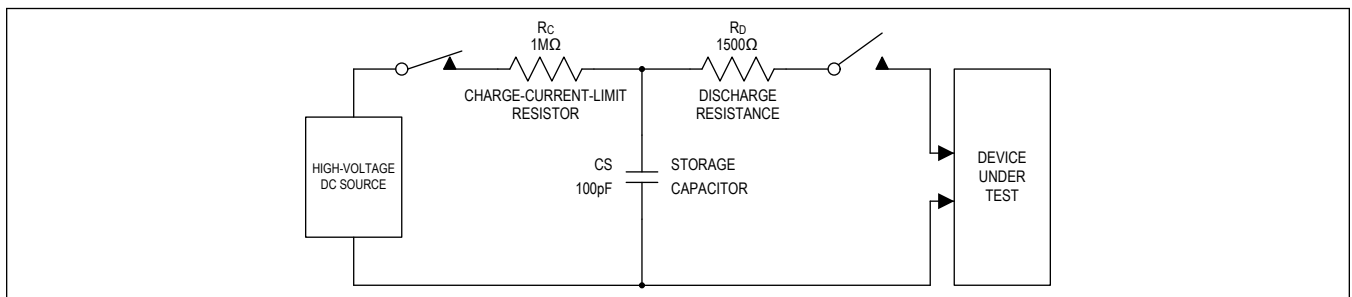 RC
1MΩ
RD
1500Ω
CHARGE-CURRENT-LIMIT
RESISTOR
DISCHARGE
RESISTANCE
HIGH-VOLTAGE
DC SOURCE
CS
100pF
STORAGE
CAPACITOR
DEVICE
UNDER
TEST